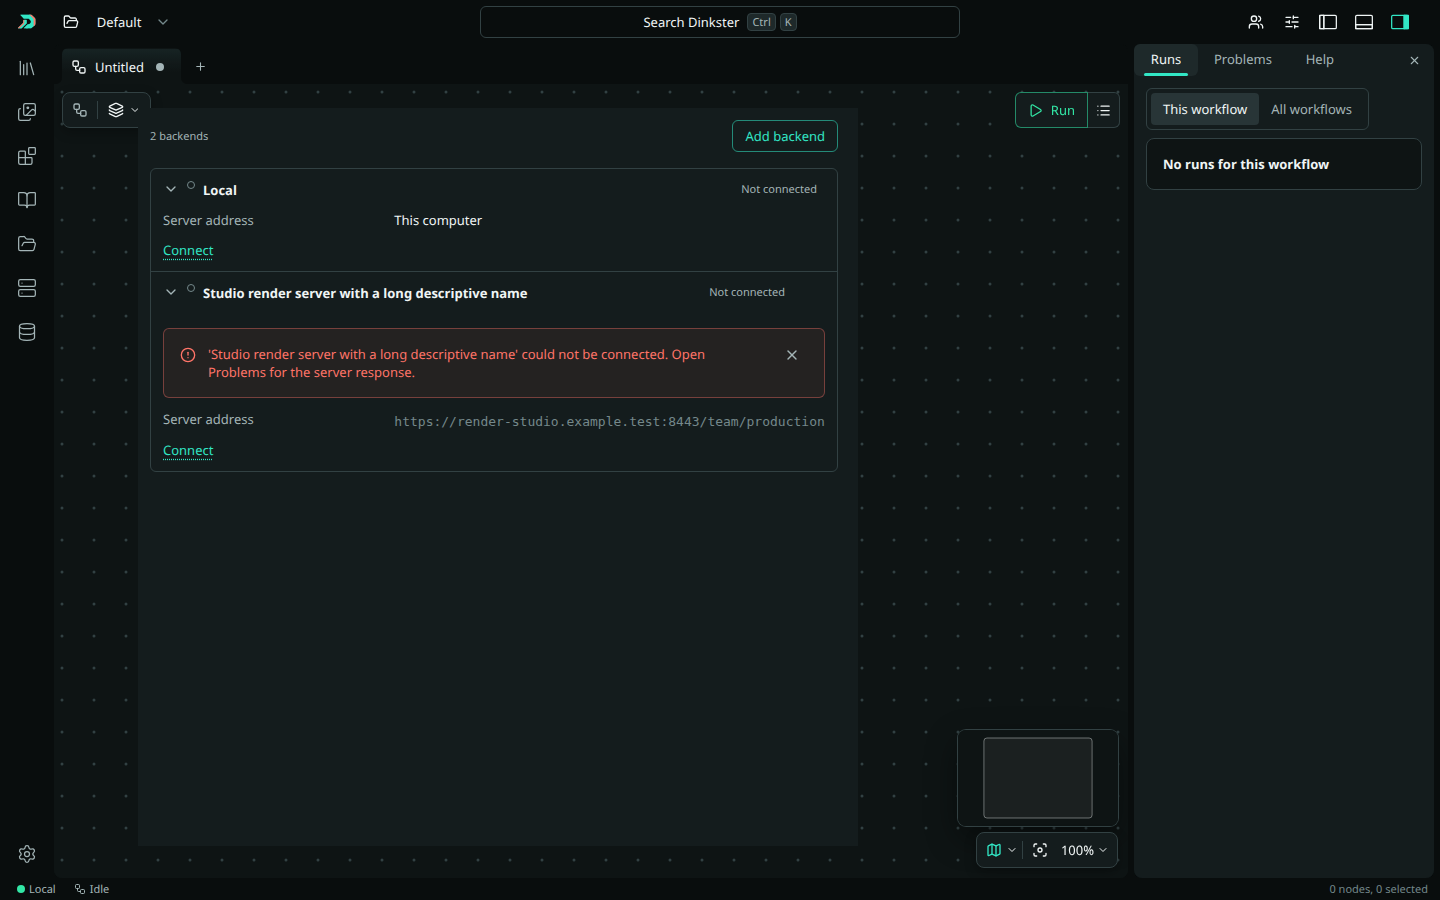 Default
Search Dinkster Ctrl K
Untitled
Runs Problems Help
This workflow All workflows
No runs for this workflow
Run
2 backends
Add backend
Local
Not connected
Server address This computer
Connect
Studio render server with a long descriptive name
Not connected
'Studio render server with a long descriptive name' could not be connected. Open
Problems for the server response.
Server address https://render-studio.example.test:8443/team/production
Connect
100%
Local Idle
0 nodes, 0 selected